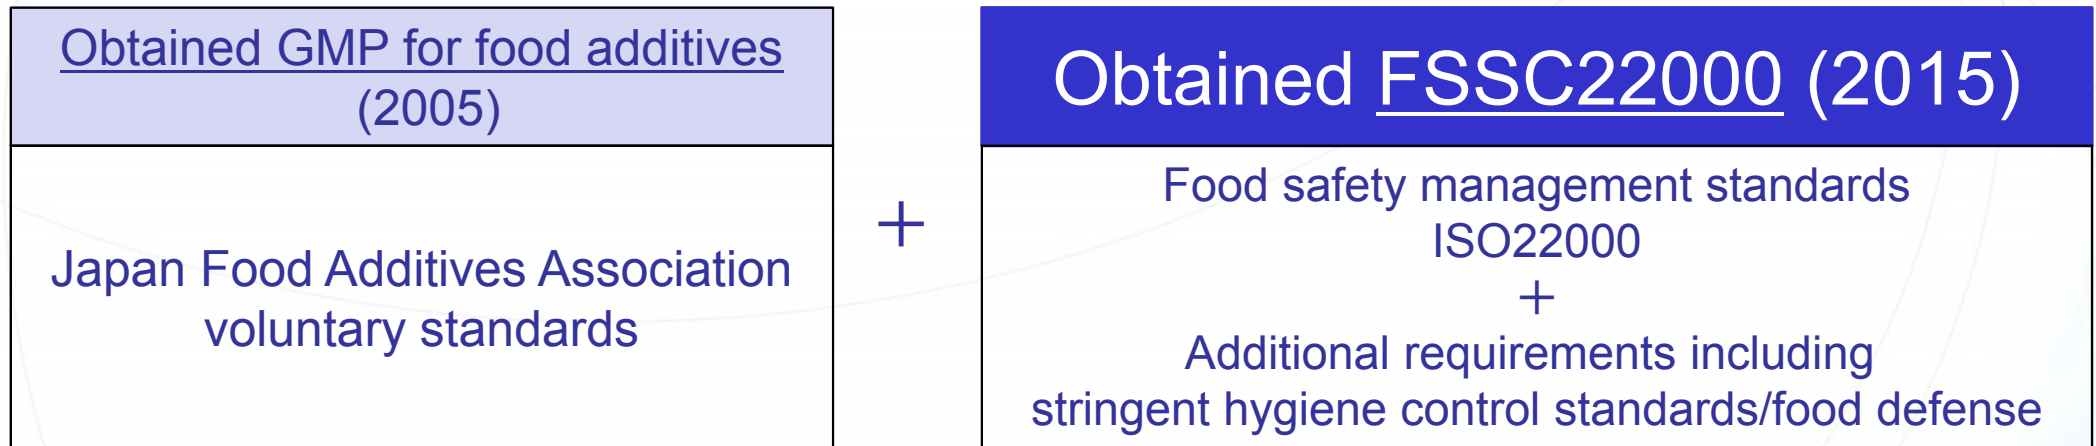 Obtained GMP for food additives
(2005)
Japan Food Additives Association
voluntary standards
+
Obtained FSSC22000 (2015)
Food safety management standards
ISO22000
+
Additional requirements including
stringent hygiene control standards/food defense